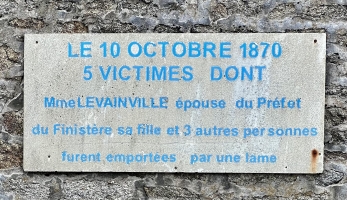 LE 10 OCTOBRE 1870
5 VICTIMES DONT
Mme LEVAINVILLE épouse du Préfet
du Finistère sa fille et 3 autres personnes
furent emportées par une lame